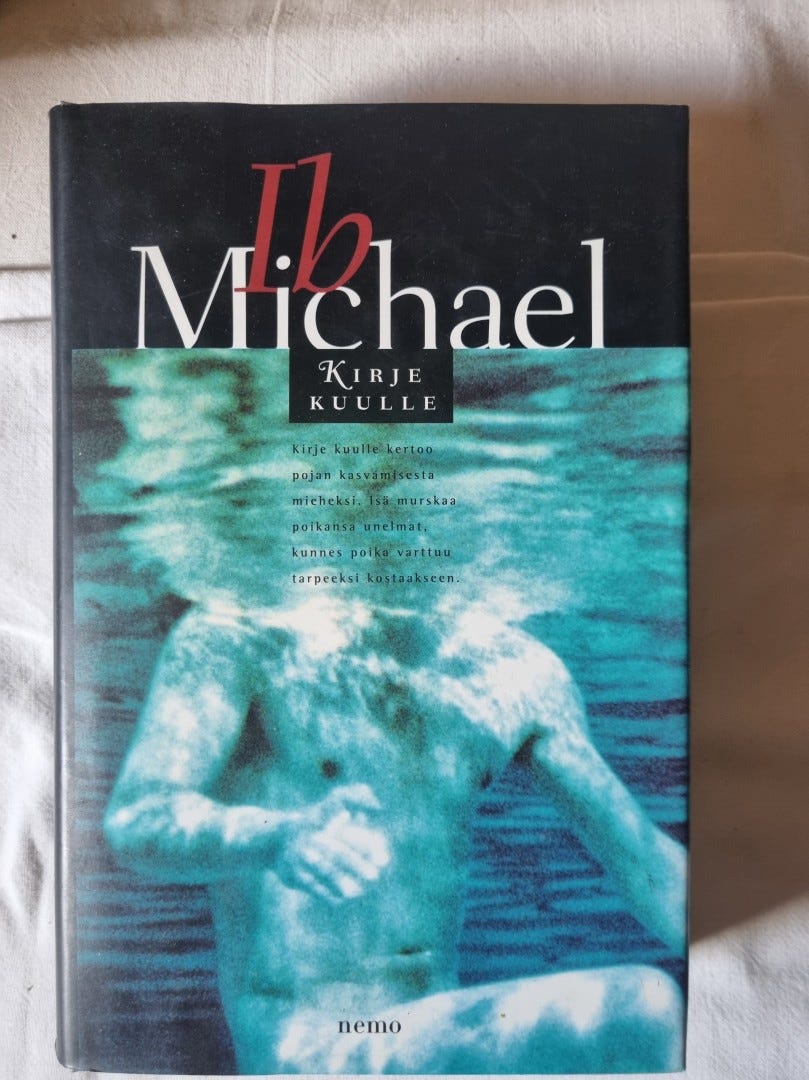 Ib
Michael
KIRJE
KUULLE
Kirje kuulle kertoo
pojan kasvamisesta
mieheksi. Isä murskaa
poikansa unelmat,
kunnes poika varttuu
tarpeeksi kostaakseen.
nemo